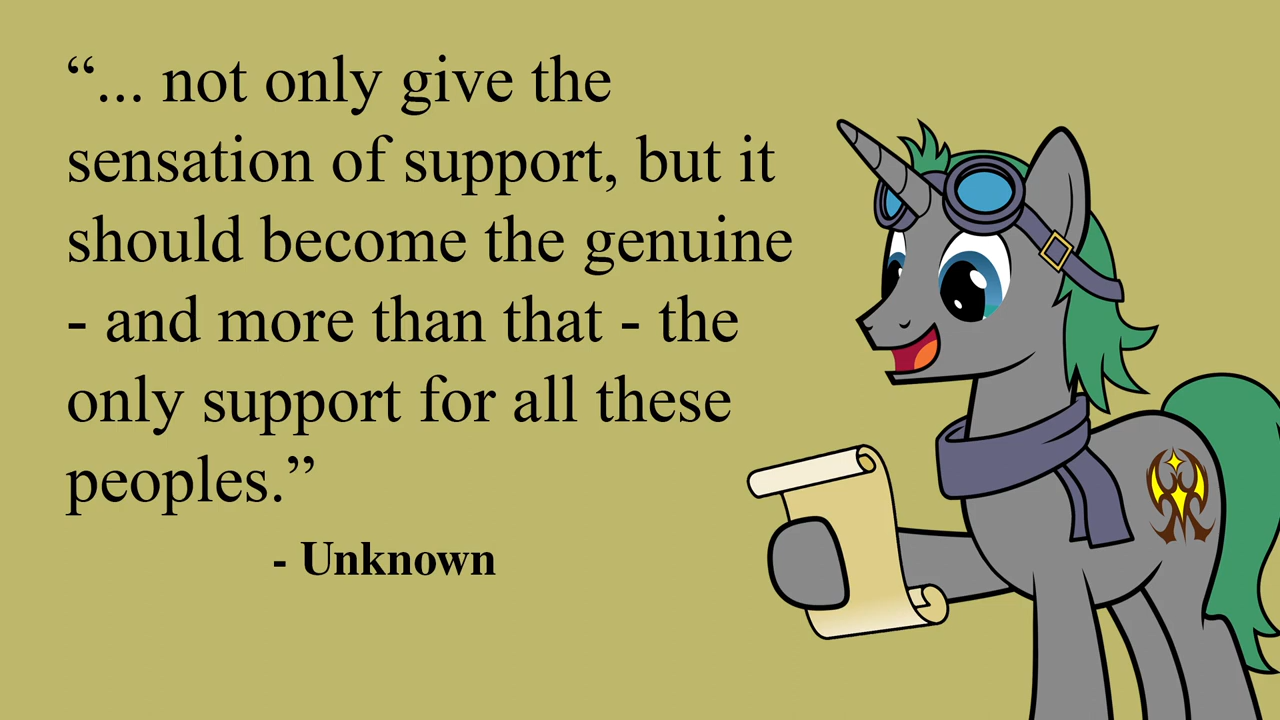 “... not only give the
sensation of support, but it
should become the genuine
- and more than that - the
only support for all these
peoples.”
- Unknown